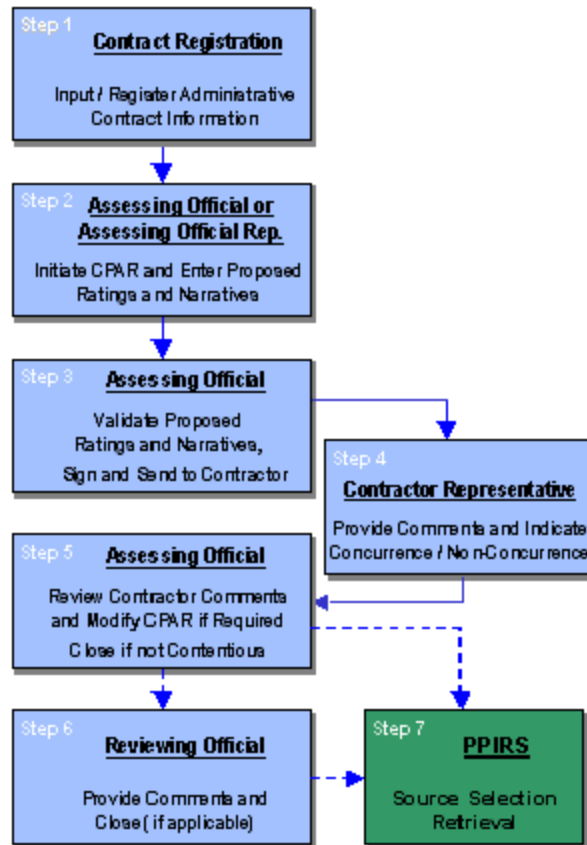 Step 1
Contract Registration
Input / Register Administrative
Contract Information
Step 2
Assessing Official or
Assessing Official Rep.
Initiate CPAR and Enter Proposed
Ratings and Narratives
Step 3
Assessing Official
Validate Proposed
Ratings and Narratives,
Sign and Send to Contractor
Step 4
Contractor Representative
Provide Comments and Indicate
Concurrence / Non-Concurrence
Step 5
Assessing Official
Review Contractor Comments
and Modify CPAR if Required
Close if not Contentious
Step 6
Reviewing Official
Provide Comments and
Close( if applicable)
Step 7
PPIRS
Source Selection
Retrieval